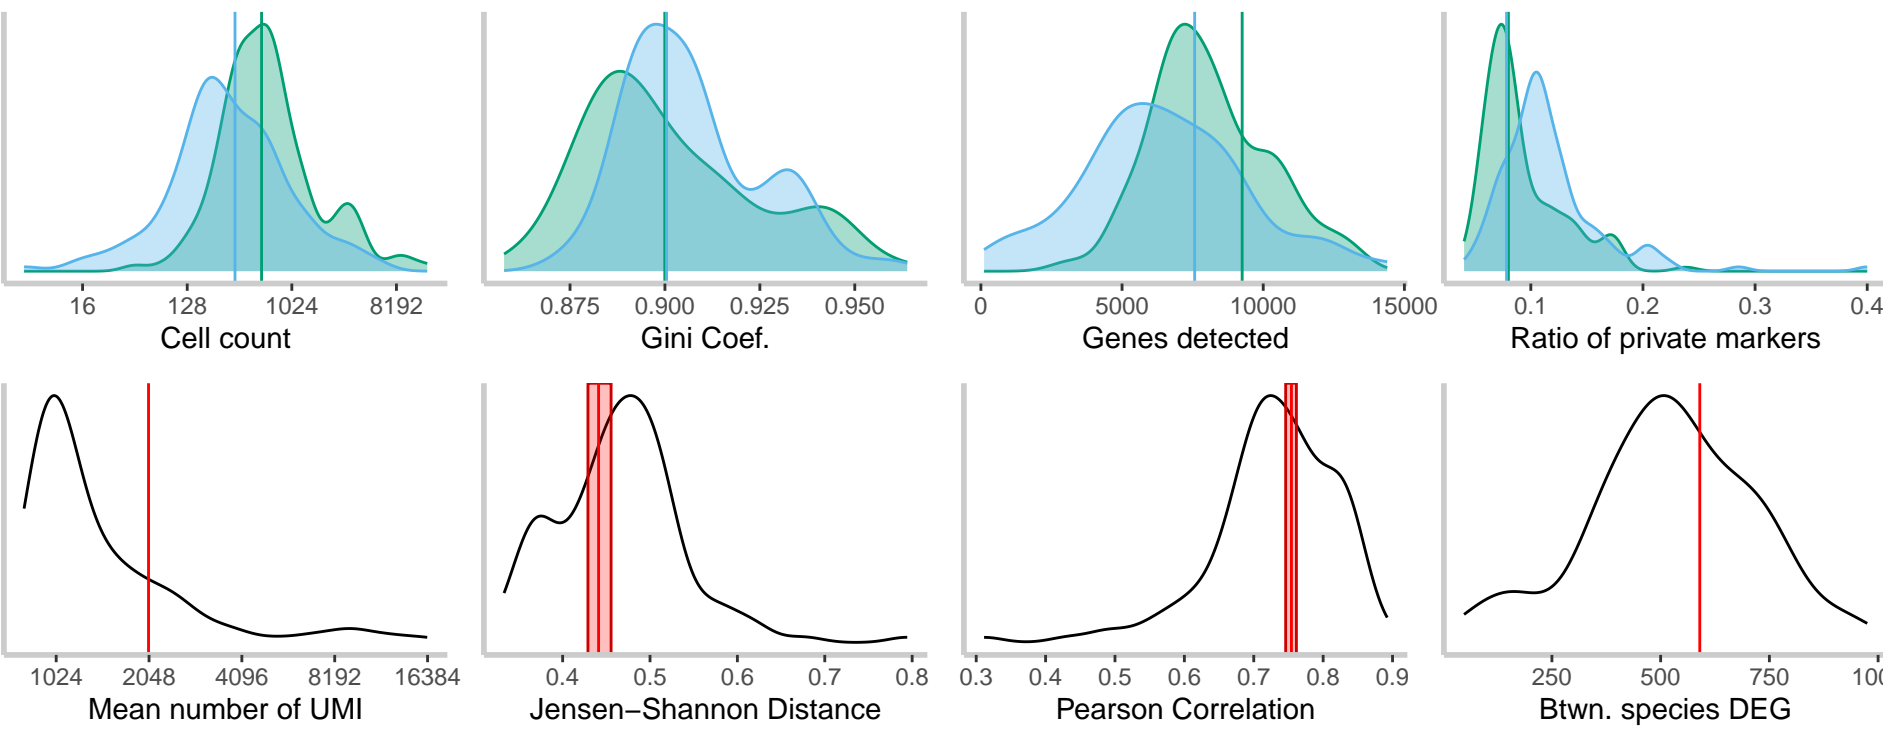 16 128 1024 8192
Cell count
0.875 0.900 0.925 0.950
Gini Coef.
0 5000 10000 15000
Genes detected
0.1 0.2 0.3 0.4
Ratio of private markers
1024 2048 4096 8192 16384
Mean number of UMI
0.4 0.5 0.6 0.7 0.8
Jensen−Shannon Distance
0.3 0.4 0.5 0.6 0.7 0.8 0.9
Pearson Correlation
250 500 750 100
Btwn. species DEG